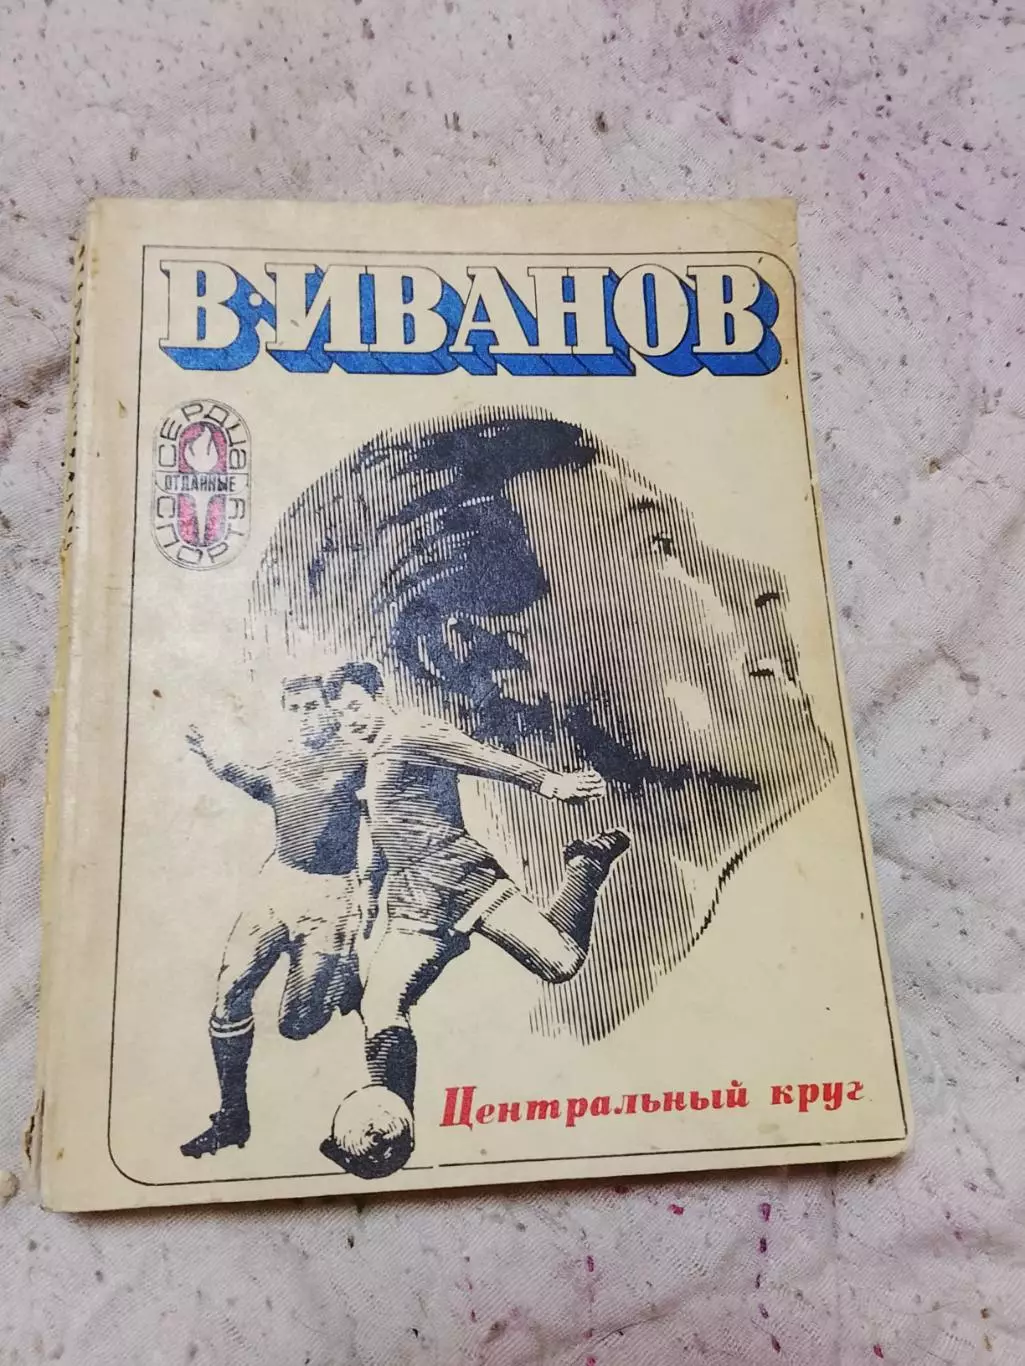 В·ИВАНОВ
СЕРДЦА
ОТДАННЫЕ
СПОРТУ
Центральный круг